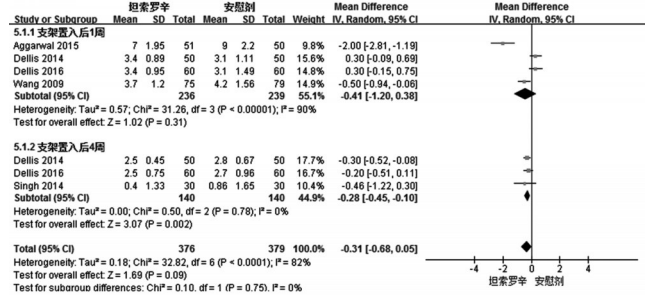 坦索罗辛 安慰剂 Mean Difference Mean Difference
Study or Subgroup Mean SD Total Mean SD Total Weight IV, Random, 95% CI IV, Random, 95% CI
5.1.1 支架置入后1周
Aggarwal 2015 7 1.95 51 9 2.2 50 9.8% -2.00 [-2.81, -1.19]
Dellis 2014 3.4 0.89 50 3.1 1.11 50 17.1% 0.30 [-0.09, 0.69]
Dellis 2016 3.4 0.95 60 3.1 1.49 60 16.6% 0.30 [-0.15, 0.75]
Wang 2009 3.7 1.2 75 4.2 1.56 79 16.6% -0.50 [-0.94, -0.06]
Subtotal (95% CI) 236 239 55.1% -0.41 [-1.20, 0.38]
Heterogeneity: Tau² = 0.57; Chi² = 31.26, df = 3 (P < 0.00001); I² = 90%
Test for overall effect: Z = 1.02 (P = 0.31)
5.1.2 支架置入后4周
Dellis 2014 2.5 0.45 50 2.8 0.67 50 17.7% -0.30 [-0.52, -0.08]
Dellis 2016 2.5 0.75 60 2.7 0.96 60 17.4% -0.20 [-0.51, 0.11]
Singh 2014 0.4 1.33 30 0.86 1.65 30 10.4% -0.46 [-1.22, 0.30]
Subtotal (95% CI) 140 140 44.9% -0.28 [-0.45, -0.10]
Heterogeneity: Tau² = 0.00; Chi² = 0.50, df = 2 (P = 0.78); I² = 0%
Test for overall effect: Z = 3.07 (P = 0.002)
Total (95% CI) 376 379 100.0% -0.31 [-0.68, 0.05]
Heterogeneity: Tau² = 0.18; Chi² = 32.82, df = 6 (P < 0.0001); I² = 82%
Test for overall effect: Z = 1.69 (P = 0.09)
Test for subgroup differences: Chi² = 0.10, df = 1 (P = 0.75), I² = 0%
-4 -2 0 2 4
坦索罗辛 安慰剂